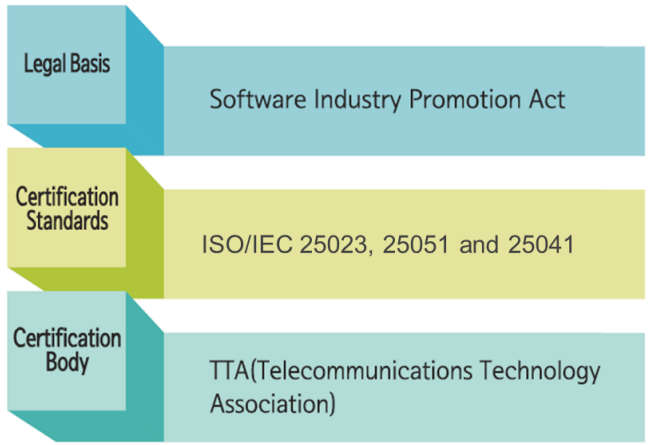 Legal Basis
Software Industry Promotion Act
Certification
Standards
ISO/IEC 25023, 25051 and 25041
Certification
Body
TTA(Telecommunications Technology
Association)